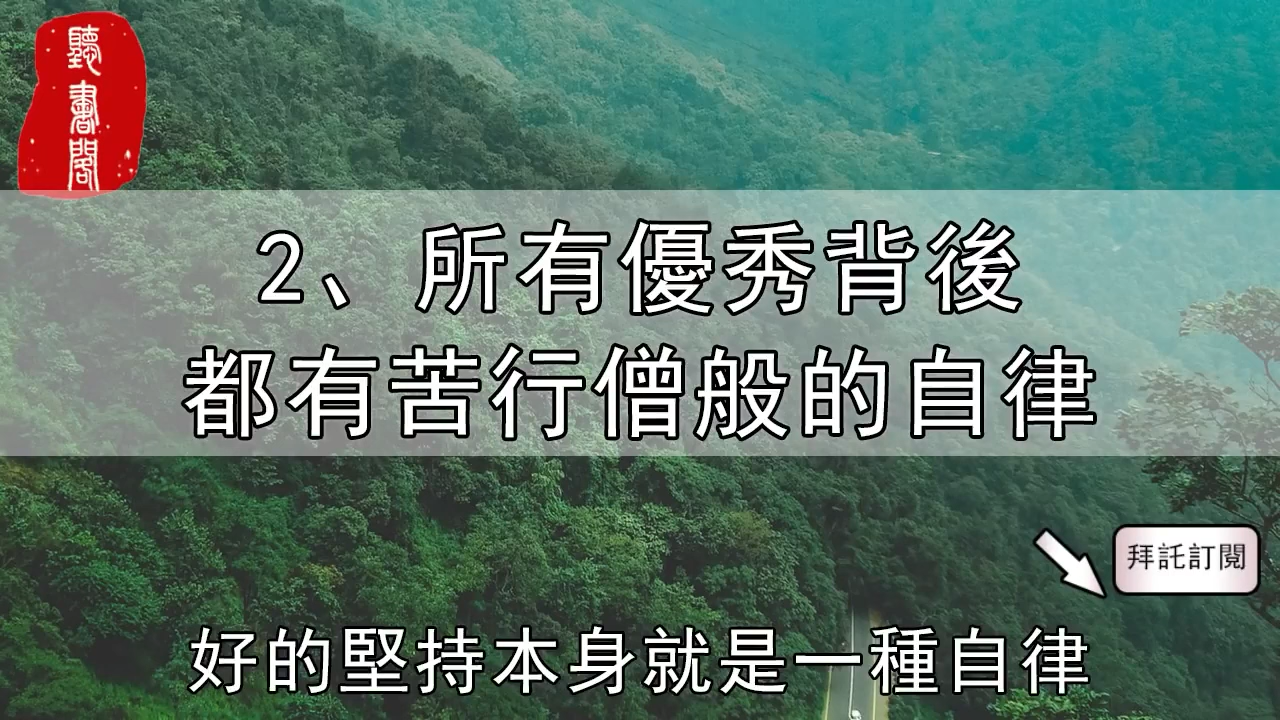 聽書閣
2、所有優秀背後
都有苦行僧般的自律
拜託訂閱
好的堅持本身就是一種自律